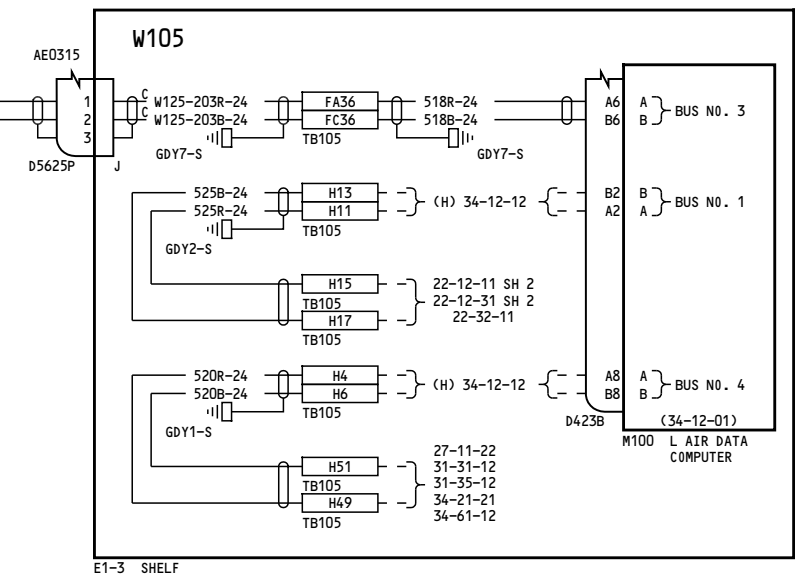 W105
AE0315
1 C W125-203R-24 FA36 518R-24 A6 A
2 C W125-203B-24 FC36 518B-24 B6 B BUS NO. 3
3 TB105
GDY7-S GDY7-S
D5625P J
525B-24 H13 B2 B
(H) 34-12-12 BUS NO. 1
525R-24 H11 A2 A
TB105
GDY2-S
H15 22-12-11 SH 2
TB105 22-12-31 SH 2
H17 22-32-11
TB105
520R-24 H4 A8 A
(H) 34-12-12 BUS NO. 4
520B-24 H6 B8 B
TB105
D423B (34-12-01)
GDY1-S
M100 L AIR DATA
COMPUTER
27-11-22
H51 31-31-12
TB105 31-35-12
H49 34-21-21
34-61-12
TB105
E1-3 SHELF